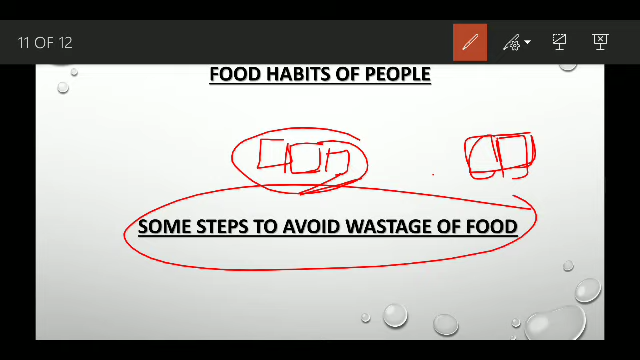 11 OF 12
FOOD HABITS OF PEOPLE
SOME STEPS TO AVOID WASTAGE OF FOOD